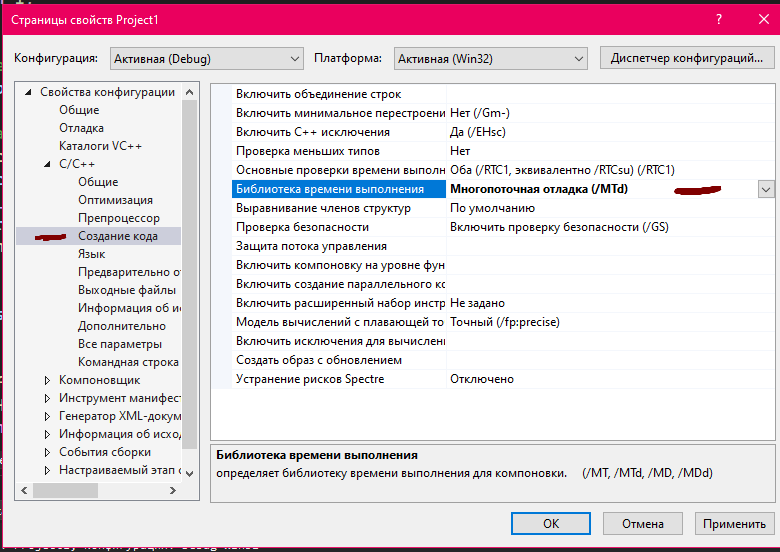 Страницы свойств Project1
Конфигурация: Активная (Debug) Платформа: Активная (Win32) Диспетчер конфигураций...
Свойства конфигурации
Общие
Отладка
Каталоги VC++
C/C++
Общие
Оптимизация
Препроцессор
Создание кода
Язык
Предварительно о
Выходные файлы
Информация об ис
Дополнительно
Все параметры
Командная строка
Компоновщик
Инструмент манифест
Генератор XML-докум
Информация об исход
События сборки
Настраиваемый этап с
Включить объединение строк
Включить минимальное перестроени Нет (/Gm-)
Включить C++ исключения Да (/EHsc)
Проверка меньших типов Нет
Основные проверки времени выполн Оба (/RTC1, эквивалентно /RTCsu) (/RTC1)
Библиотека времени выполнения Многопоточная отладка (/MTd)
Выравнивание членов структур По умолчанию
Проверка безопасности Включить проверку безопасности (/GS)
Защита потока управления
Включить компоновку на уровне фун
Включить создание параллельного кс
Включить расширенный набор инстр Не задано
Модель вычислений с плавающей то Точный (/fp:precise)
Включить исключения для вычислен
Создать образ с обновлением
Устранение рисков Spectre Отключено
Библиотека времени выполнения
определяет библиотеку времени выполнения для компоновки. (/MT, /MTd, /MD, /MDd)
OK Отмена Применить